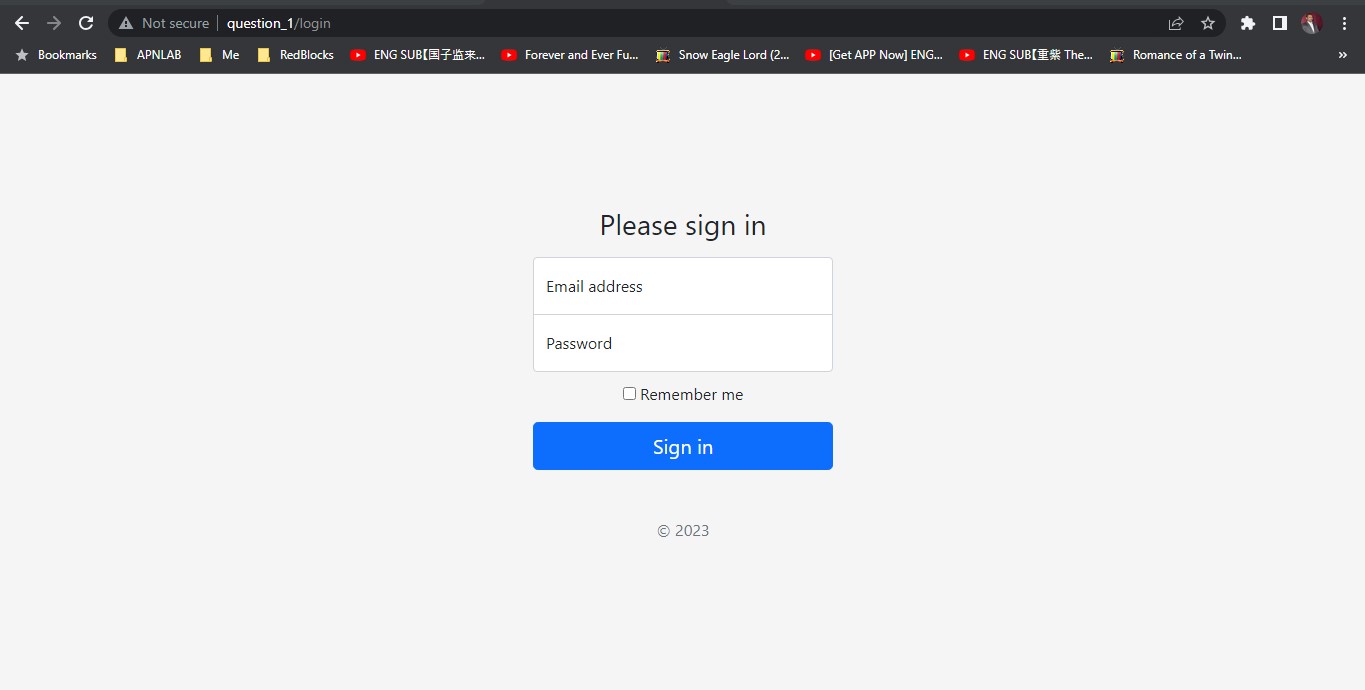 Not secure question_1/login
Bookmarks APNLAB Me RedBlocks ENG SUB【国子监来... Forever and Ever Fu... Snow Eagle Lord (2... [Get APP Now] ENG... ENG SUB【重紫 The... Romance of a Twin... »
Please sign in
Email address
Password
Remember me
Sign in
© 2023